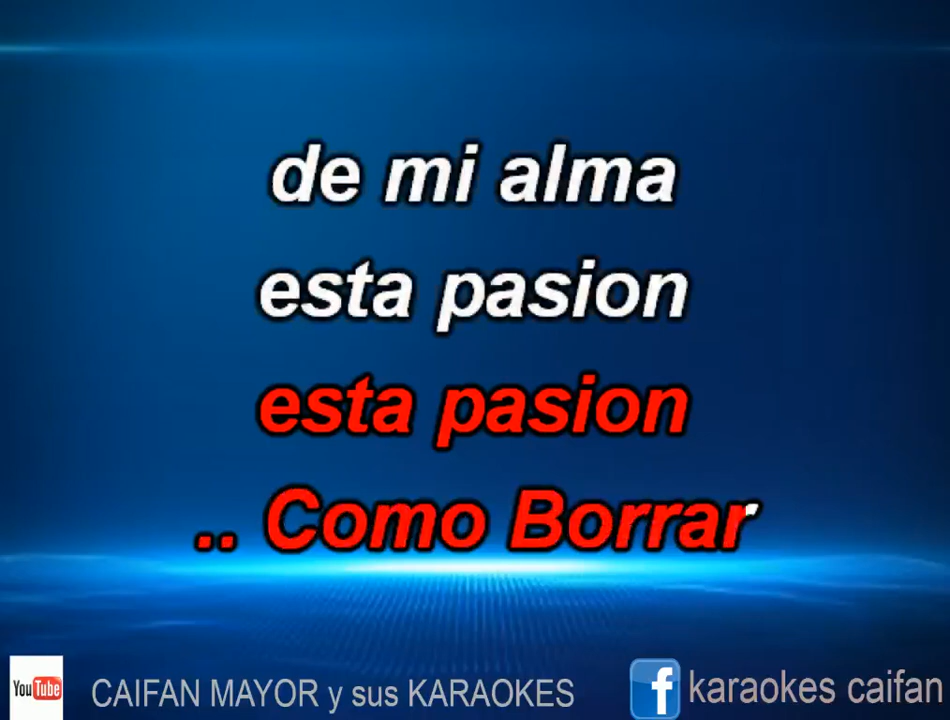 de mi alma
esta pasion
esta pasion
.. Como Borrar
YouTube
CAIFAN MAYOR y sus KARAOKES
f
karaokes caifan